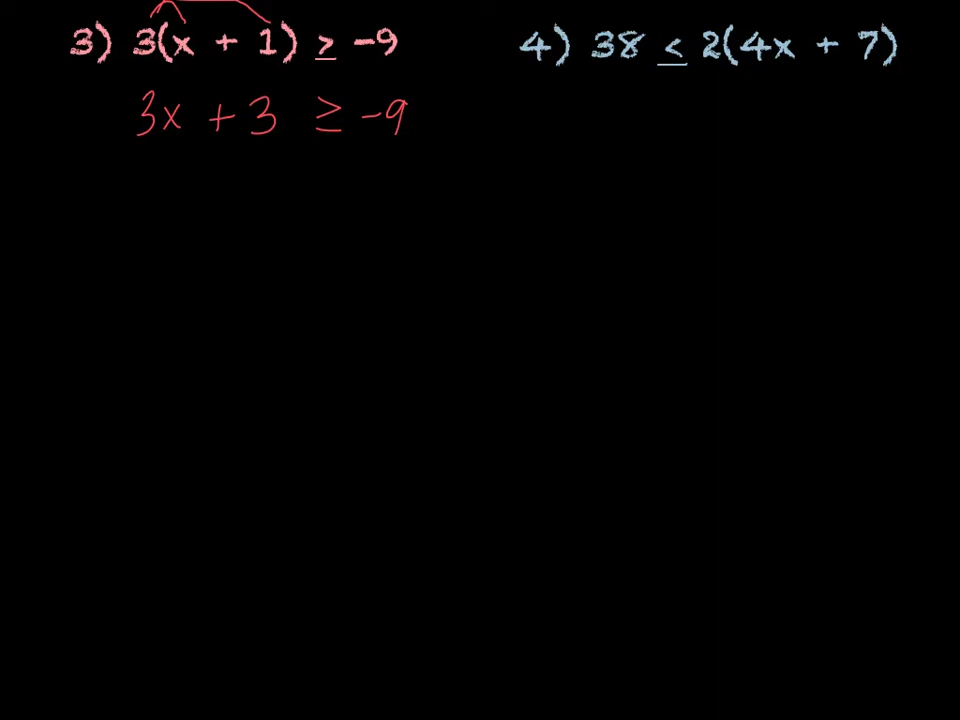 3) 3(x + 1) ≥ -9
3x + 3 ≥ -9
4) 38 ≤ 2(4x + 7)